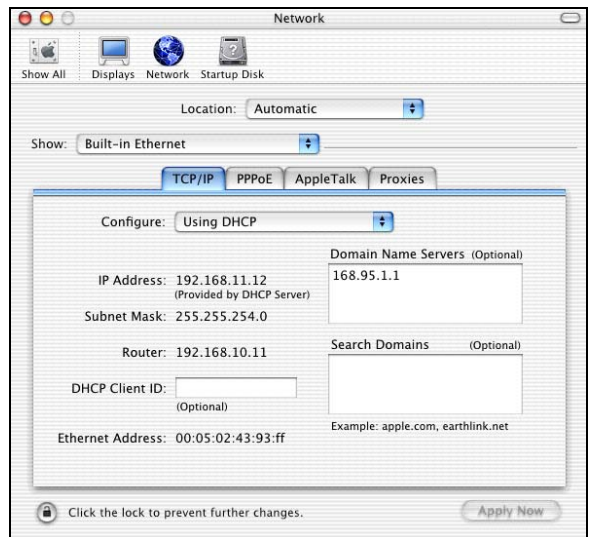 Network
Show All Displays Network Startup Disk
Location: Automatic
Show: Built-in Ethernet
TCP/IP PPPoE AppleTalk Proxies
Configure: Using DHCP
Domain Name Servers (Optional)
IP Address: 192.168.11.12 168.95.1.1
(Provided by DHCP Server)
Subnet Mask: 255.255.254.0
Router: 192.168.10.11
Search Domains (Optional)
DHCP Client ID:
(Optional)
Example: apple.com, earthlink.net
Ethernet Address: 00:05:02:43:93:ff
Click the lock to prevent further changes.
Apply Now